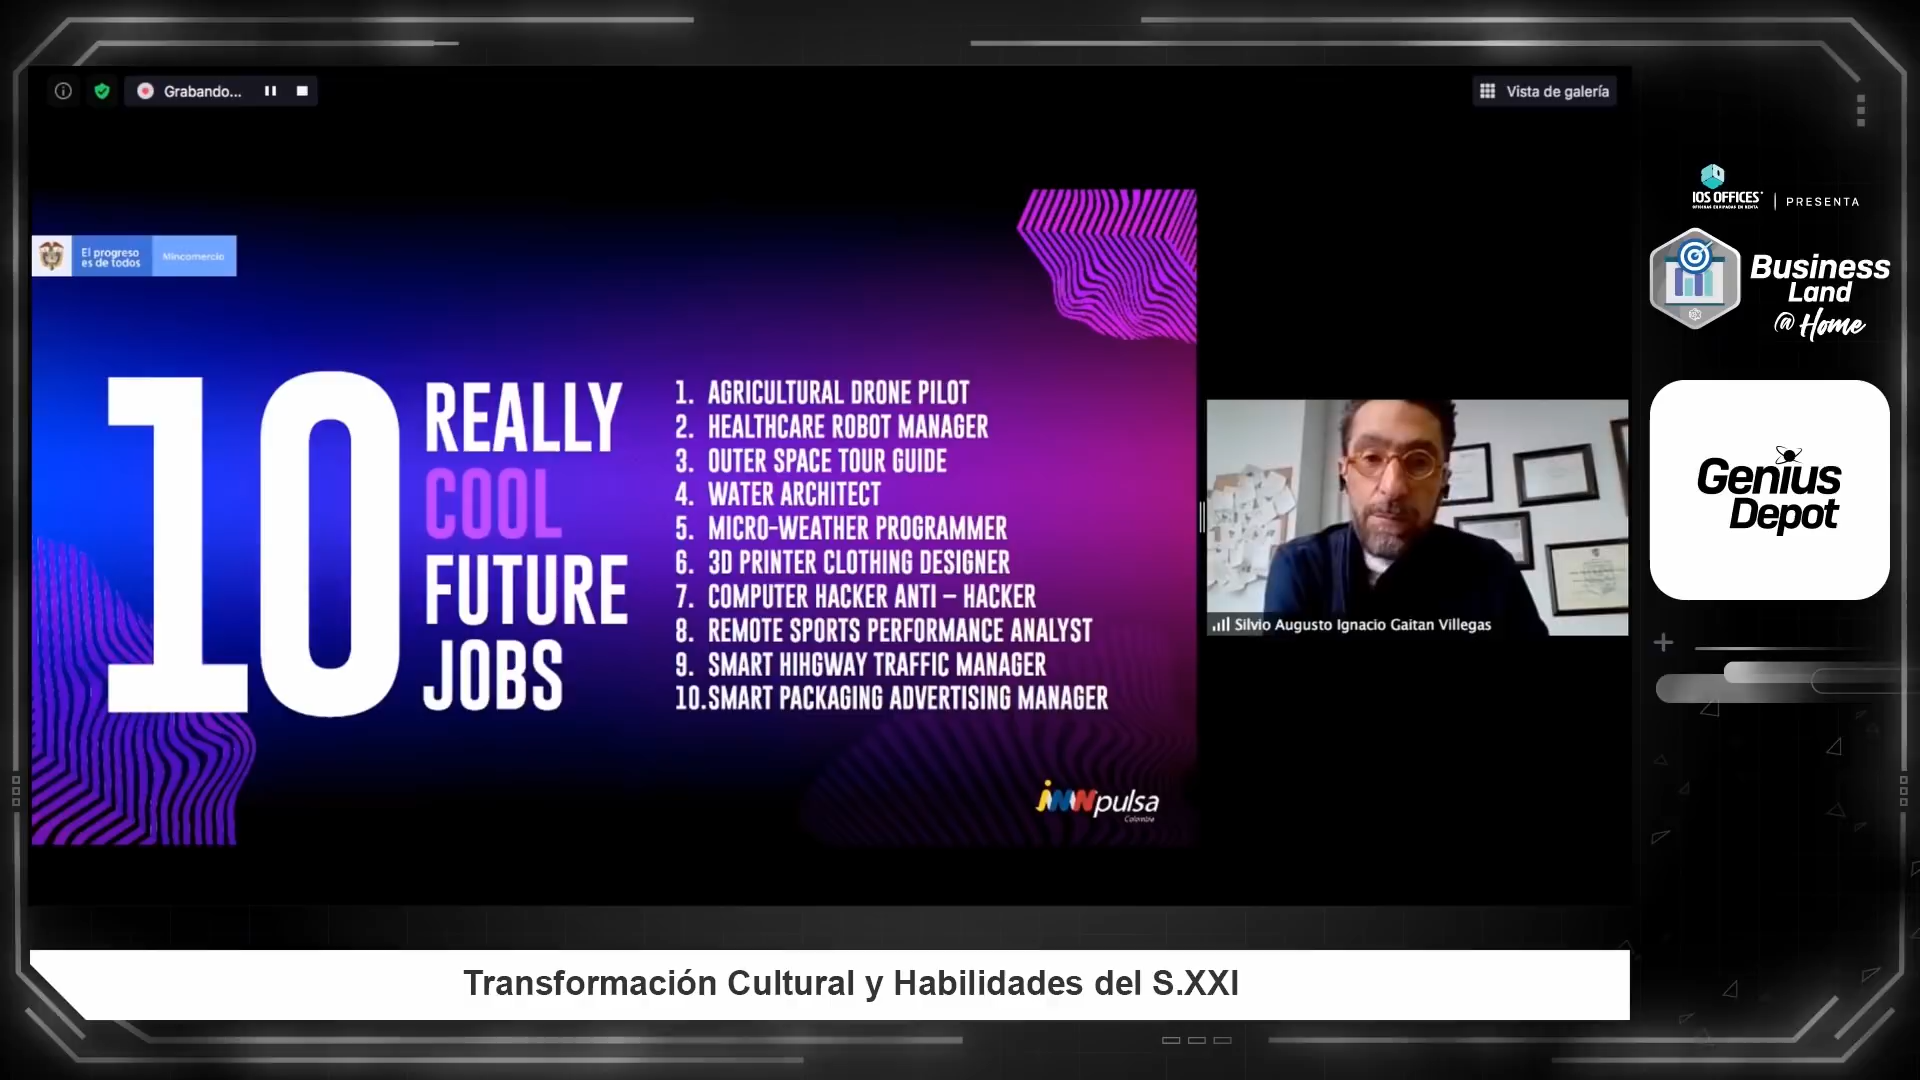 Grabando...
Vista de galería
El progreso
es de todos
Mincomercio
10
REALLY
COOL
FUTURE
JOBS
1. AGRICULTURAL DRONE PILOT
2. HEALTHCARE ROBOT MANAGER
3. OUTER SPACE TOUR GUIDE
4. WATER ARCHITECT
5. MICRO-WEATHER PROGRAMMER
6. 3D PRINTER CLOTHING DESIGNER
7. COMPUTER HACKER ANTI – HACKER
8. REMOTE SPORTS PERFORMANCE ANALYST
9. SMART HIHGWAY TRAFFIC MANAGER
10.SMART PACKAGING ADVERTISING MANAGER
iNNpulsa
Colombia
Silvio Augusto Ignacio Gaitan Villegas
IOS OFFICES
OFICINAS EQUIPADAS EN RENTA
PRESENTA
Business
Land
@ Home
Genius
Depot
Transformación Cultural y Habilidades del S.XXI